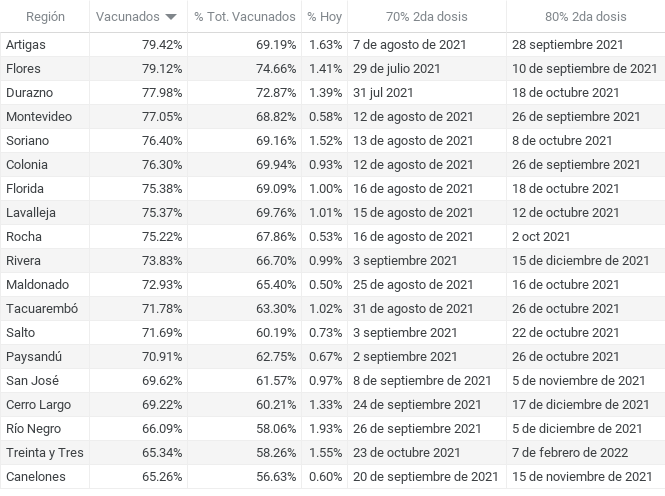 Región Vacunados % Tot. Vacunados % Hoy 70% 2da dosis 80% 2da dosis
Artigas 79.42% 69.19% 1.63% 7 de agosto de 2021 28 septiembre 2021
Flores 79.12% 74.66% 1.41% 29 de julio 2021 10 de septiembre de 2021
Durazno 77.98% 72.87% 1.39% 31 jul 2021 18 de octubre 2021
Montevideo 77.05% 68.82% 0.58% 12 de agosto de 2021 26 de septiembre 2021
Soriano 76.40% 69.16% 1.52% 13 de agosto de 2021 8 de octubre 2021
Colonia 76.30% 69.94% 0.93% 12 de agosto de 2021 26 de septiembre 2021
Florida 75.38% 69.09% 1.00% 16 de agosto de 2021 18 de octubre 2021
Lavalleja 75.37% 69.76% 1.01% 15 de agosto de 2021 12 de octubre 2021
Rocha 75.22% 67.86% 0.53% 16 de agosto de 2021 2 oct 2021
Rivera 73.83% 66.70% 0.99% 3 septiembre 2021 15 de diciembre de 2021
Maldonado 72.93% 65.40% 0.50% 25 de agosto de 2021 16 de octubre 2021
Tacuarembó 71.78% 63.30% 1.02% 31 de agosto de 2021 26 de octubre 2021
Salto 71.69% 60.19% 0.73% 3 septiembre 2021 22 de octubre 2021
Paysandú 70.91% 62.75% 0.67% 2 septiembre 2021 26 de octubre 2021
San José 69.62% 61.57% 0.97% 8 de septiembre de 2021 5 de noviembre de 2021
Cerro Largo 69.22% 60.21% 1.33% 24 de septiembre 2021 17 de diciembre de 2021
Río Negro 66.09% 58.06% 1.93% 26 de septiembre 2021 5 de diciembre de 2021
Treinta y Tres 65.34% 58.26% 1.55% 23 de octubre 2021 7 de febrero de 2022
Canelones 65.26% 56.63% 0.60% 20 de septiembre de 2021 15 de noviembre de 2021